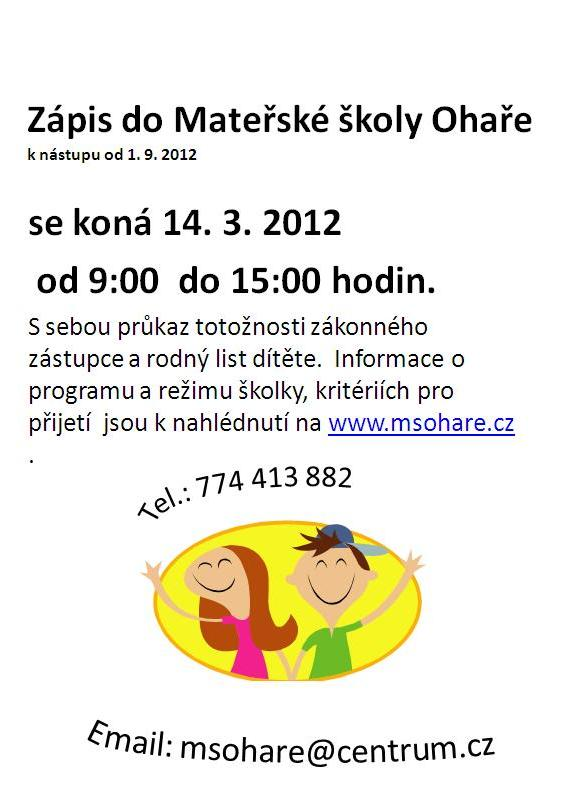 Zápis do Mateřské školy Ohaře
k nástupu od 1. 9. 2012
se koná 14. 3. 2012
od 9:00 do 15:00 hodin.
S sebou průkaz totožnosti zákonného
zástupce a rodný list dítěte. Informace o
programu a režimu školky, kritériích pro
přijetí jsou k nahlédnutí na www.msohare.cz
.
Tel.: 774 413 882
Email: msohare@centrum.cz